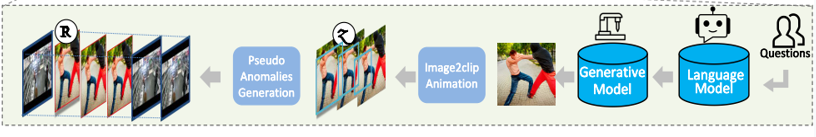 R
Pseudo
Anomalies
Generation
Image2clip
Animation
Generative
Model
Language
Model
Questions